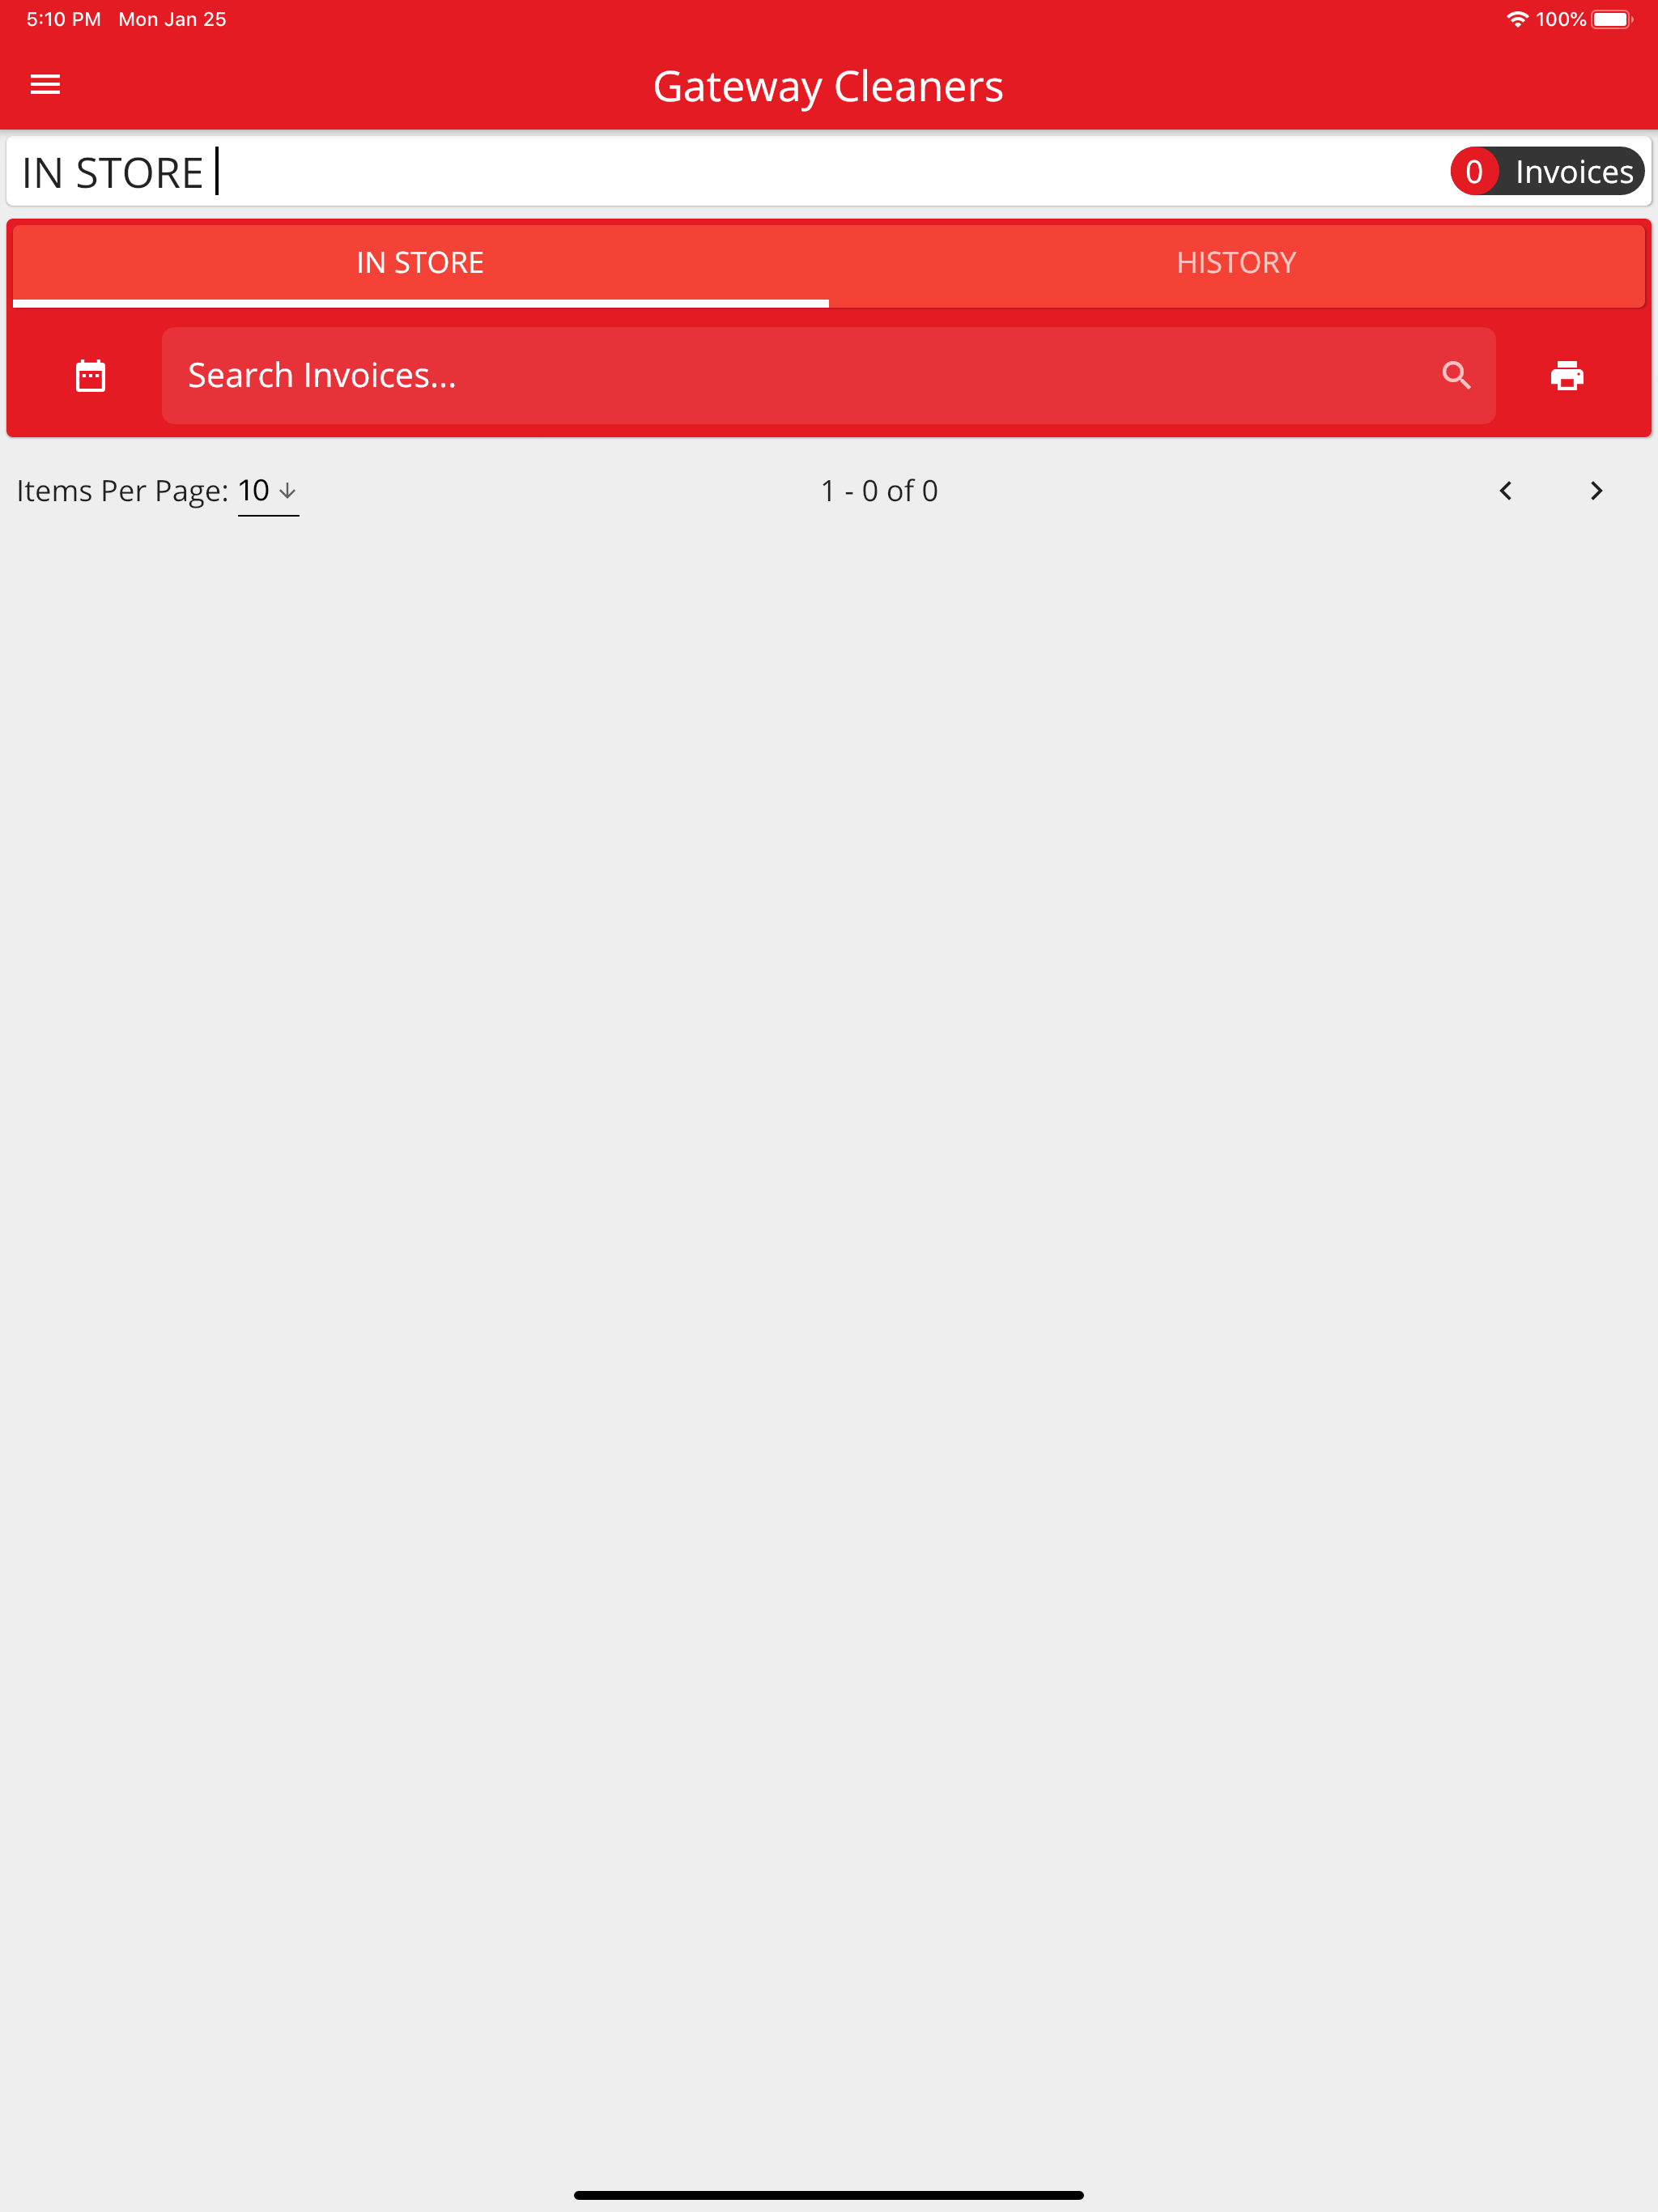 5:10 PM Mon Jan 25 100%
Gateway Cleaners
IN STORE 0 Invoices
IN STORE HISTORY
Search Invoices...
Items Per Page: 10 1 - 0 of 0